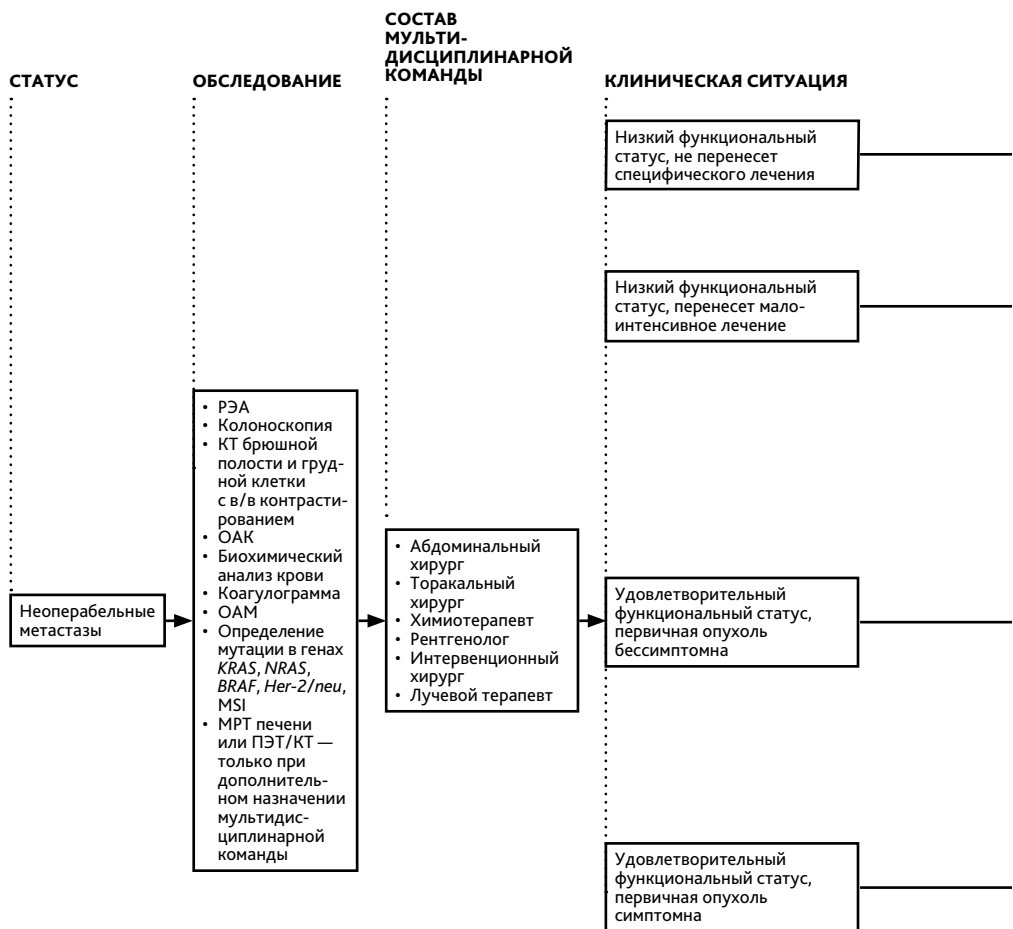 СТАТУС
ОБСЛЕДОВАНИЕ
СОСТАВ
МУЛЬТИ-
ДИСЦИПЛИНАРНОЙ
КОМАНДЫ
КЛИНИЧЕСКАЯ СИТУАЦИЯ
Неоперабельные
метастазы
• РЭА
• Колоноскопия
• КТ брюшной
полости и груд-
ной клетки
с в/в контрасти-
рованием
• ОАК
• Биохимический
анализ крови
• Коагулограмма
• ОАМ
• Определение
мутации в генах
KRAS, NRAS,
BRAF, Her-2/neu,
MSI
• МРТ печени
или ПЭТ/КТ —
только при
дополнитель-
ном назначении
мультидис-
циплинарной
команды
• Абдоминальный
хирург
• Торакальный
хирург
• Химиотерапевт
• Рентгенолог
• Интервенционный
хирург
• Лучевой терапевт
Низкий функциональный
статус, не перенесет
специфического лечения
Низкий функциональный
статус, перенесет мало-
интенсивное лечение
Удовлетворительный
функциональный статус,
первичная опухоль
бессимптомна
Удовлетворительный
функциональный статус,
первичная опухоль
симптомна